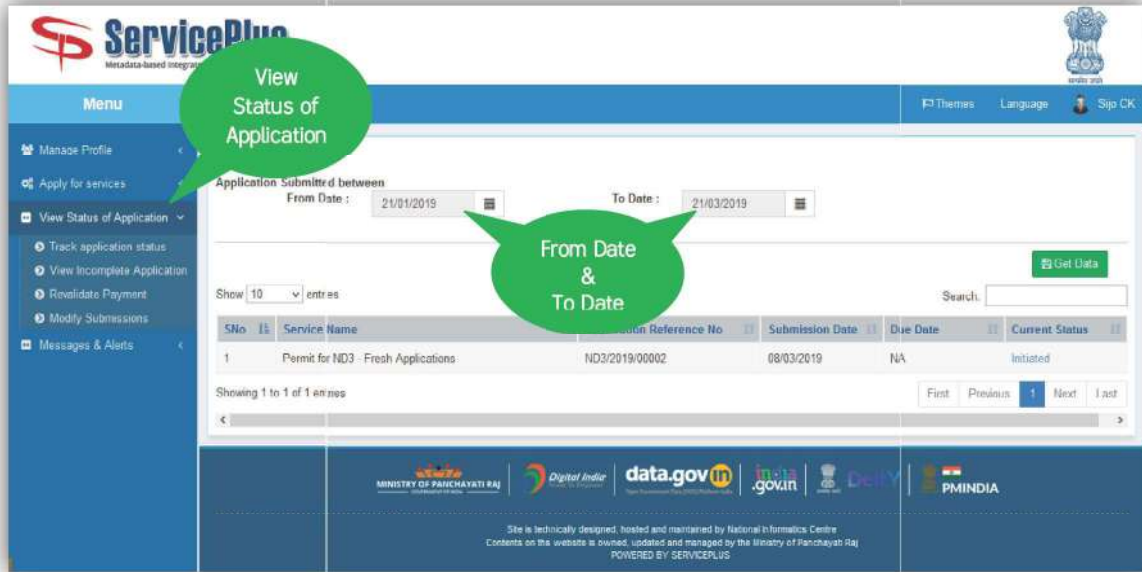 ServicePlus
Metadata-based Integra
View
Status of
Application
Menu
Themes Language Sijo CK
Manage Profile
Apply for services
View Status of Application
Track application status
View Incomplete Application
Revalidate Payment
Modify Submissions
Messages & Alerts
Application Submitted between
From Date : 21/01/2019 To Date : 21/03/2019
From Date
&
To Date
Get Data
Show 10 entries Search:
SNo Service Name Reference No Submission Date Due Date Current Status
1 Permit for ND3 - Fresh Applications ND3/2019/00002 08/03/2019 NA Initiated
Showing 1 to 1 of 1 entries
First Previous 1 Next Last
MINISTRY OF PANCHAYATI RAJ Digital India data.gov in india.gov.in DeitY PMINDIA
Site is technically designed, hosted and maintained by National Informatics Centre
Contents on the website is owned, updated and managed by the Ministry of Panchayati Raj
POWERED BY SERVICEPLUS